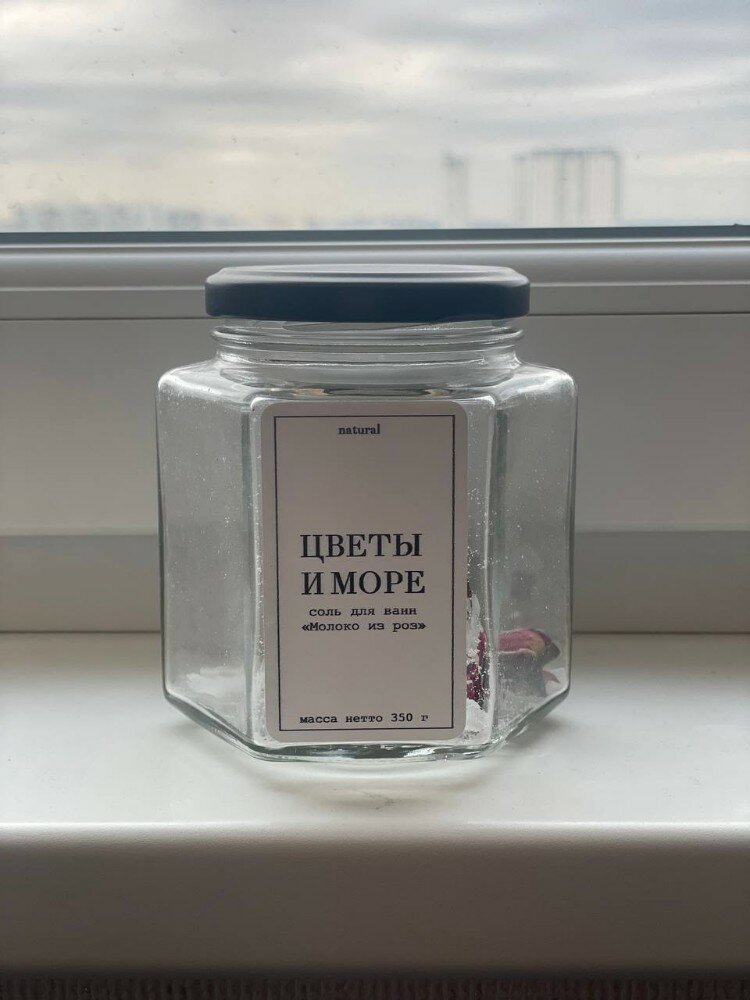 natural
ЦВЕТЫ
И МОРЕ
соль для ванн
«Молоко из роз»
масса нетто 350 г